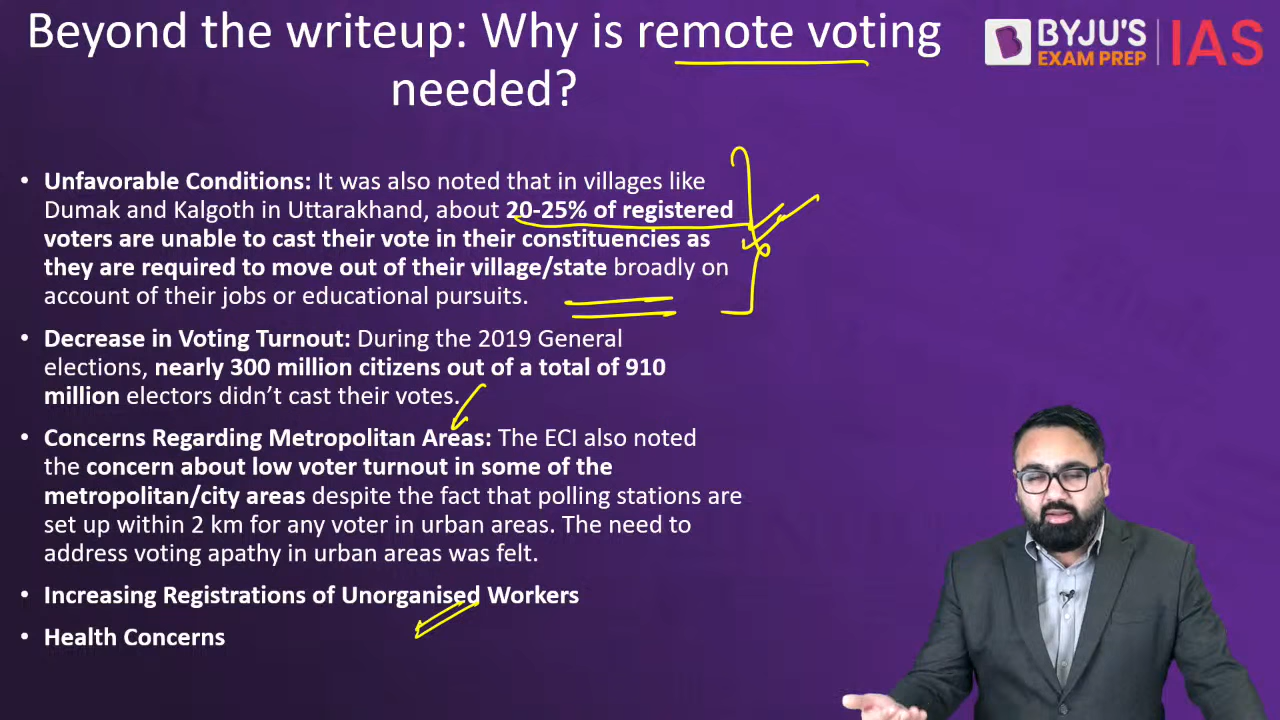 Beyond the writeup: Why is remote voting
needed?
BYJU'S
EXAM PREP
IAS
• Unfavorable Conditions: It was also noted that in villages like
Dumak and Kalgoth in Uttarakhand, about 20-25% of registered
voters are unable to cast their vote in their constituencies as
they are required to move out of their village/state broadly on
account of their jobs or educational pursuits.
• Decrease in Voting Turnout: During the 2019 General
elections, nearly 300 million citizens out of a total of 910
million electors didn't cast their votes.
• Concerns Regarding Metropolitan Areas: The ECI also noted
the concern about low voter turnout in some of the
metropolitan/city areas despite the fact that polling stations are
set up within 2 km for any voter in urban areas. The need to
address voting apathy in urban areas was felt.
• Increasing Registrations of Unorganised Workers
• Health Concerns